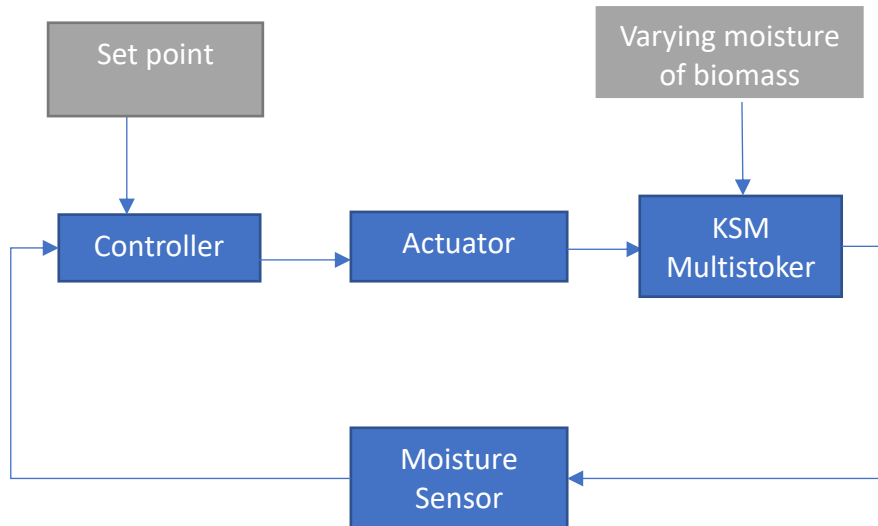 Set point
Varying moisture
of biomass
Controller
Actuator
KSM
Multistoker
Moisture
Sensor